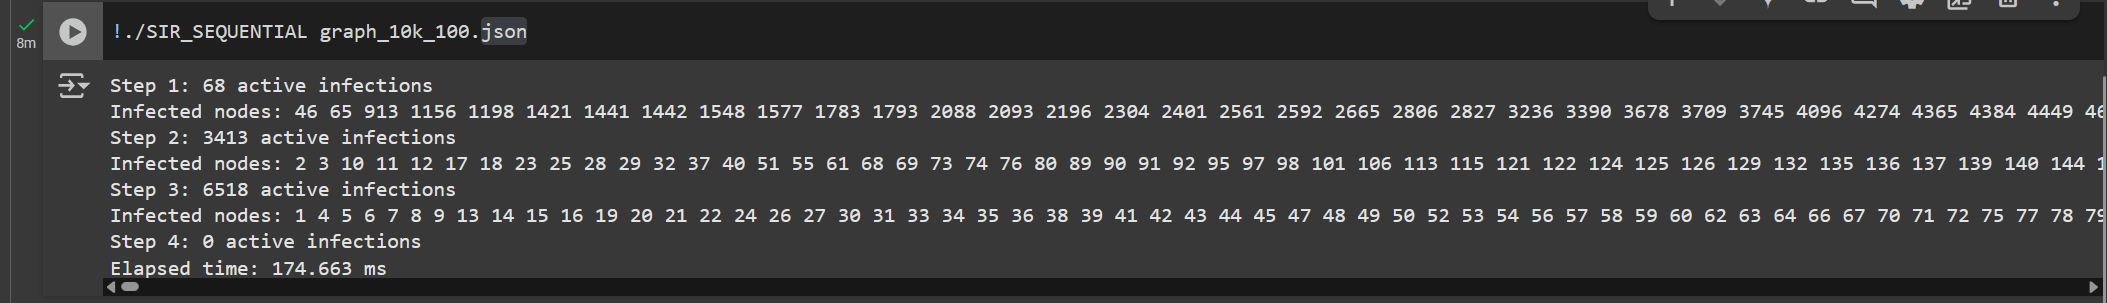 !./SIR_SEQUENTIAL graph_10k_100.json
8m
Step 1: 68 active infections
Infected nodes: 46 65 913 1156 1198 1421 1441 1442 1548 1577 1783 1793 2088 2093 2196 2304 2401 2561 2592 2665 2806 2827 3236 3390 3678 3709 3745 4096 4274 4365 4384 4449
Step 2: 3413 active infections
Infected nodes: 2 3 10 11 12 17 18 23 25 28 29 32 37 40 51 55 61 68 69 73 74 76 80 89 90 91 92 95 97 98 101 106 113 115 121 122 124 125 126 129 132 135 136 137 139 140 144
Step 3: 6518 active infections
Infected nodes: 1 4 5 6 7 8 9 13 14 15 16 19 20 21 22 24 26 27 30 31 33 34 35 36 38 39 41 42 43 44 45 47 48 49 50 52 53 54 56 57 58 59 60 62 63 64 66 67 70 71 72 75 77 78 79
Step 4: 0 active infections
Elapsed time: 174.663 ms